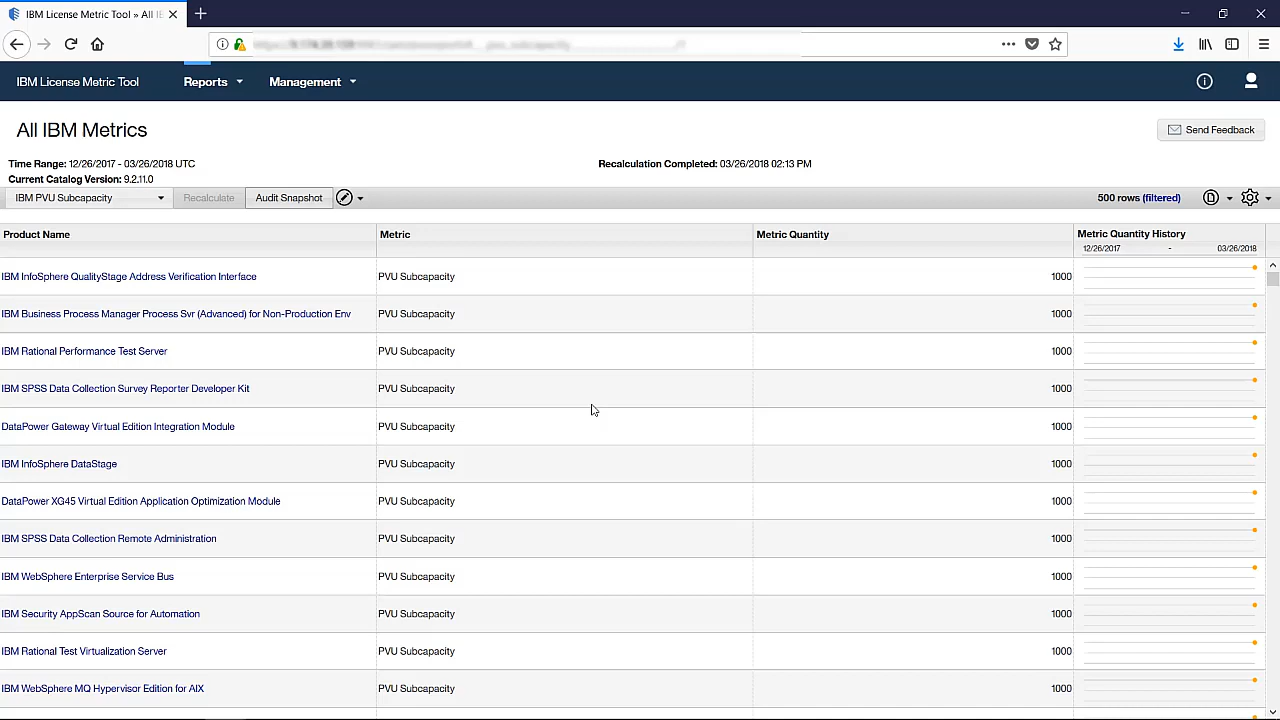 IBM License Metric Tool » All IB
IBM License Metric Tool
Reports
Management
All IBM Metrics
Send Feedback
Time Range: 12/26/2017 - 03/26/2018 UTC
Recalculation Completed: 03/26/2018 02:13 PM
Current Catalog Version: 9.2.11.0
IBM PVU Subcapacity
Recalculate
Audit Snapshot
500 rows (filtered)
Product Name
Metric
Metric Quantity
Metric Quantity History
12/26/2017 - 03/26/2018
IBM InfoSphere QualityStage Address Verification Interface PVU Subcapacity 1000
IBM Business Process Manager Process Svr (Advanced) for Non-Production Env PVU Subcapacity 1000
IBM Rational Performance Test Server PVU Subcapacity 1000
IBM SPSS Data Collection Survey Reporter Developer Kit PVU Subcapacity 1000
DataPower Gateway Virtual Edition Integration Module PVU Subcapacity 1000
IBM InfoSphere DataStage PVU Subcapacity 1000
DataPower XG45 Virtual Edition Application Optimization Module PVU Subcapacity 1000
IBM SPSS Data Collection Remote Administration PVU Subcapacity 1000
IBM WebSphere Enterprise Service Bus PVU Subcapacity 1000
IBM Security AppScan Source for Automation PVU Subcapacity 1000
IBM Rational Test Virtualization Server PVU Subcapacity 1000
IBM WebSphere MQ Hypervisor Edition for AIX PVU Subcapacity 1000